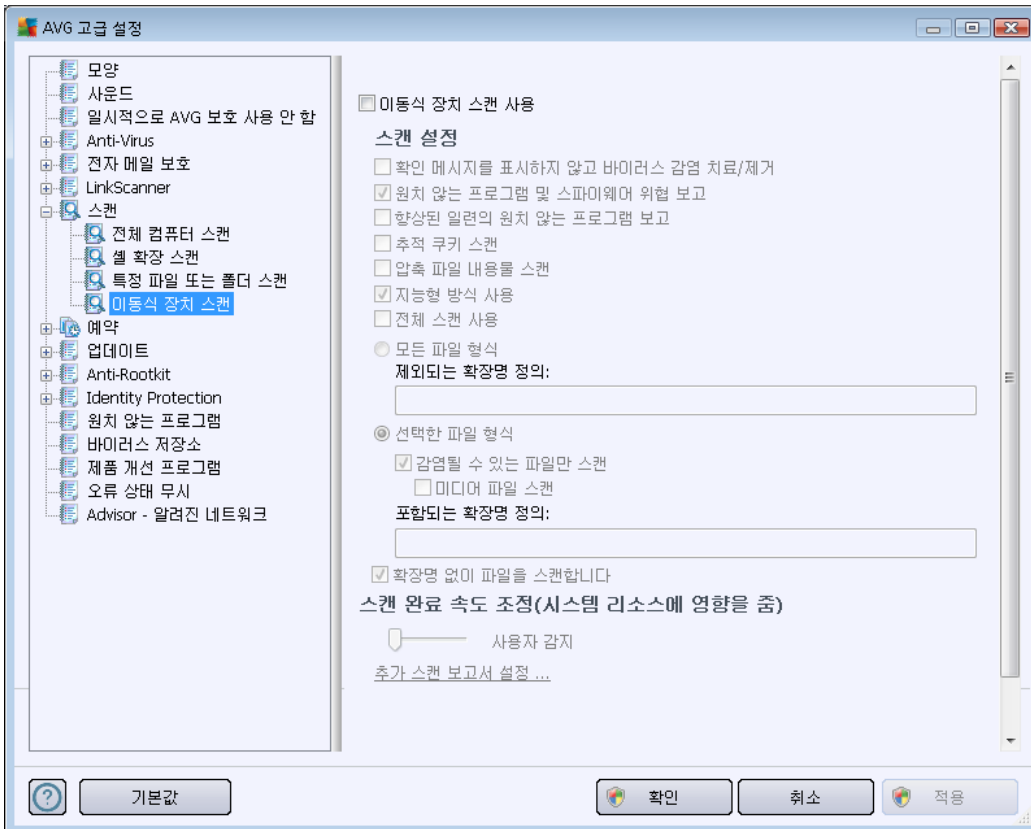 AVG 고급 설정
모양
사운드
일시적으로 AVG 보호 사용 안 함
Anti-Virus
전자 메일 보호
LinkScanner
스캔
전체 컴퓨터 스캔
셸 확장 스캔
특정 파일 또는 폴더 스캔
이동식 장치 스캔
예약
업데이트
Anti-Rootkit
Identity Protection
원치 않는 프로그램
바이러스 저장소
제품 개선 프로그램
오류 상태 무시
Advisor - 알려진 네트워크
이동식 장치 스캔 사용
스캔 설정
확인 메시지를 표시하지 않고 바이러스 감염 치료/제거
원치 않는 프로그램 및 스파이웨어 위협 보고
향상된 일련의 원치 않는 프로그램 보고
추적 쿠키 스캔
압축 파일 내용물 스캔
지능형 방식 사용
전체 스캔 사용
모든 파일 형식
제외되는 확장명 정의:
선택한 파일 형식
감염될 수 있는 파일만 스캔
미디어 파일 스캔
포함되는 확장명 정의:
확장명 없이 파일을 스캔합니다
스캔 완료 속도 조정(시스템 리소스에 영향을 줌)
사용자 감지
추가 스캔 보고서 설정 ...
기본값
확인
취소
적용